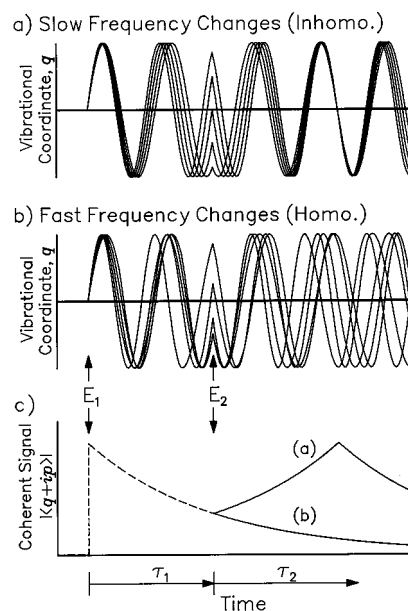 a) Slow Frequency Changes (Inhomo.)
Vibrational
Coordinate, q
b) Fast Frequency Changes (Homo.)
Vibrational
Coordinate, q
E1
E2
c)
Coherent Signal
|<q+ip>|
(a)
(b)
τ1
τ2
Time